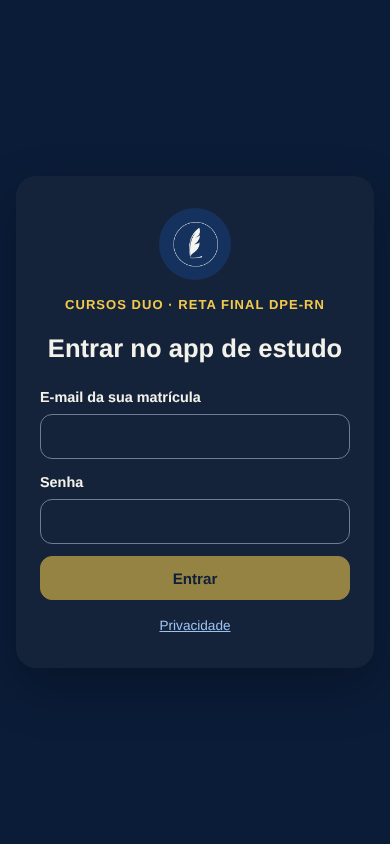 CURSOS DUO · RETA FINAL DPE-RN
Entrar no app de estudo
E-mail da sua matrícula
Senha
Entrar
Privacidade